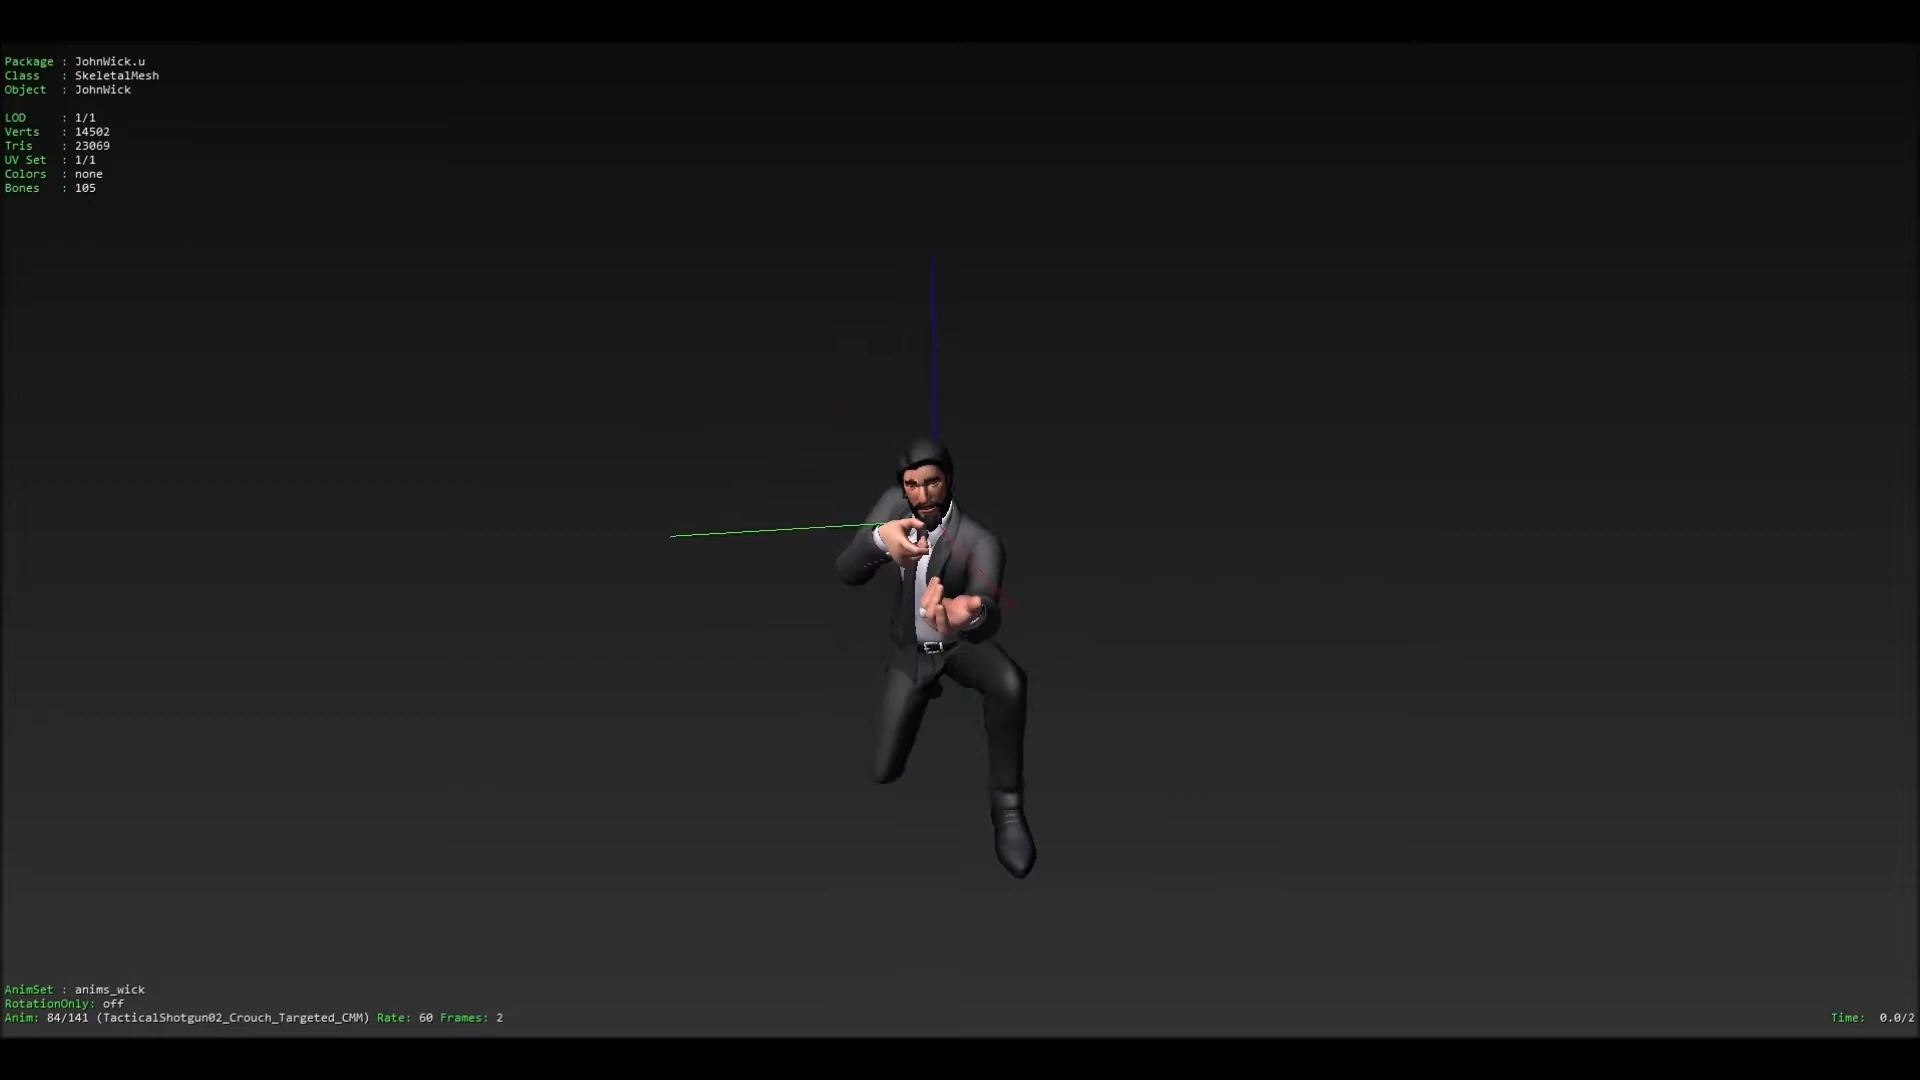 Package : JohnWick.u
Class : SkeletalMesh
Object : JohnWick
LOD : 1/1
Verts : 14502
Tris : 23069
UV Set : 1/1
Colors : none
Bones : 105
AnimSet : anims_wick
RotationOnly: off
Anim: 84/141 (TacticalShotgun02_Crouch_Targeted_CMM) Rate: 60 Frames: 2
Time: 0.0/2